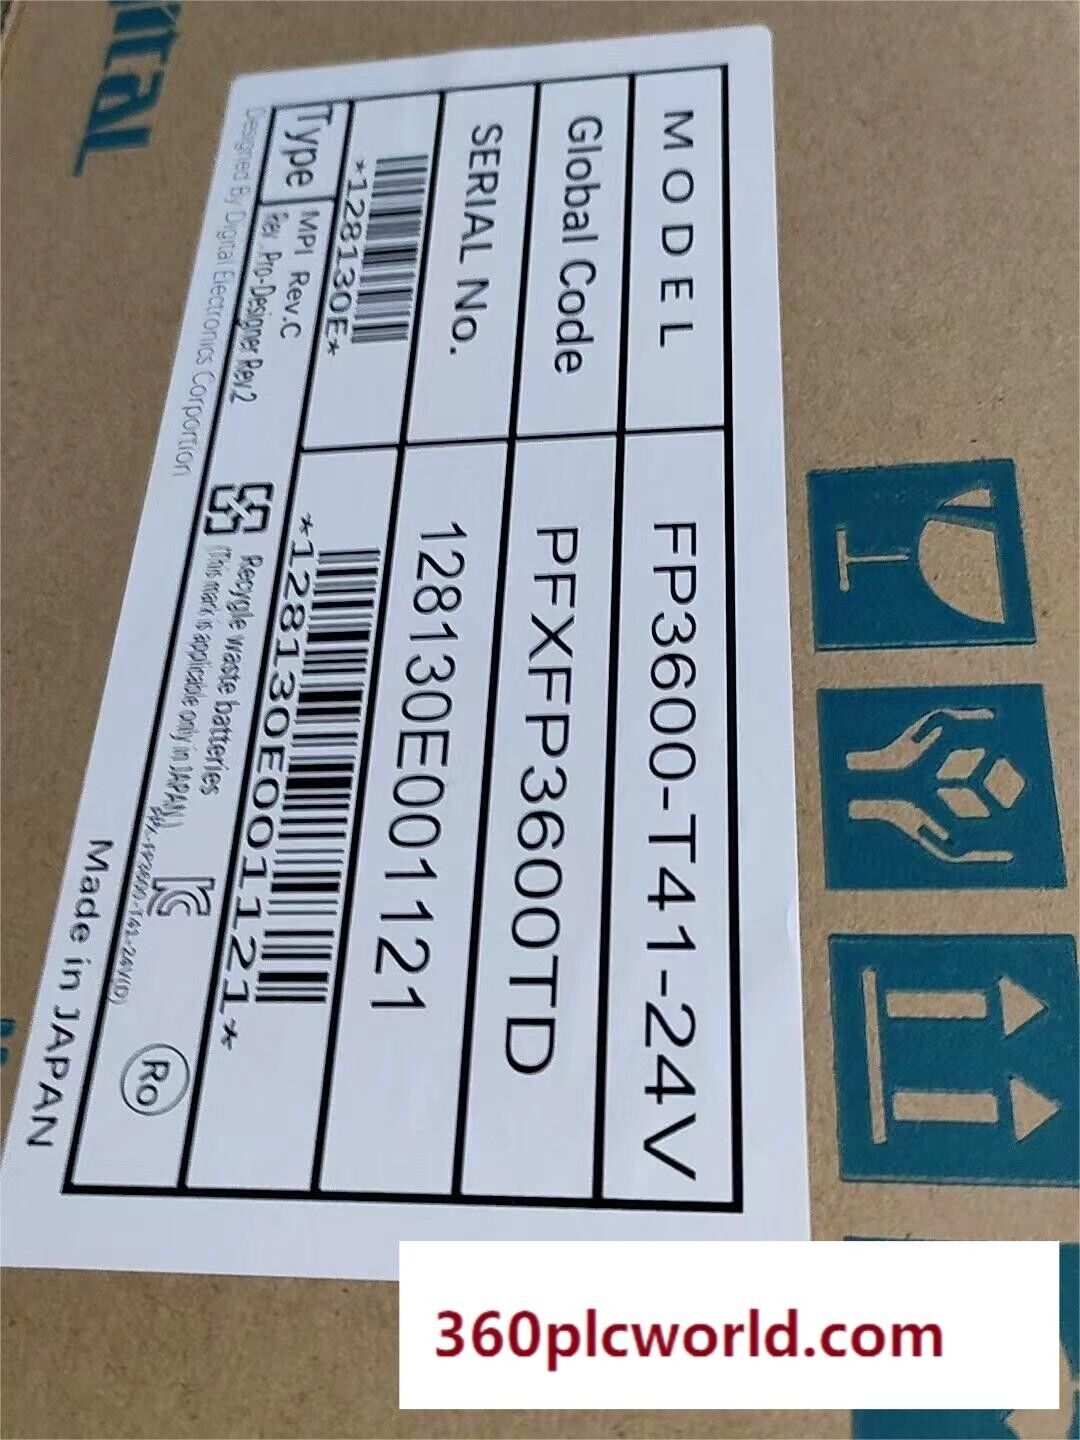 MODEL FP3600-T41-24V
Global Code PFXFP3600TD
SERIAL No. 128130E001121
*128130E* *128130E001121*
Type MPI Rev.C
Rev. Pro-Designer Rev.2
Recygle waste batteries
(This mark is applicable only in JAPAN)
Ro
Designed By Digital Electronics Corportion
Made in JAPAN
360plcworld.com